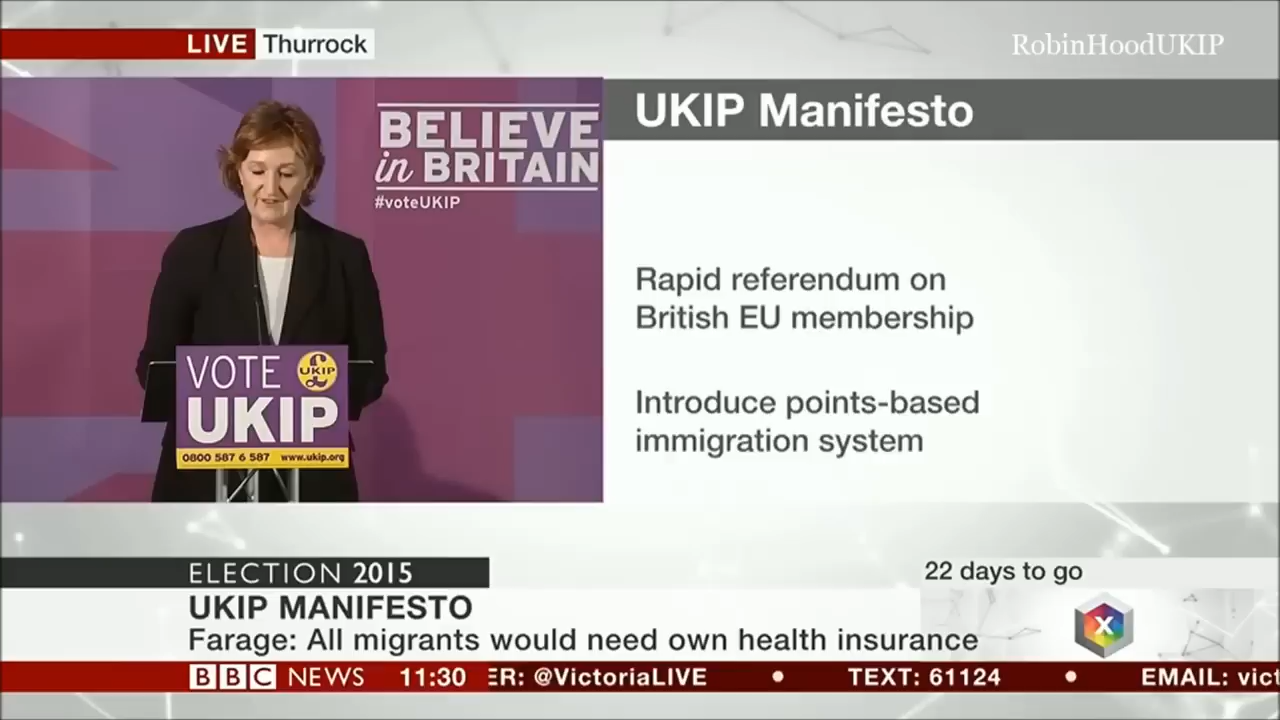 LIVE Thurrock
RobinHoodUKIP
BELIEVE
in BRITAIN
#voteUKIP
VOTE UKIP
UKIP
0800 587 6 587 www.ukip.org
UKIP Manifesto
Rapid referendum on
British EU membership
Introduce points-based
immigration system
ELECTION 2015
22 days to go
UKIP MANIFESTO
Farage: All migrants would need own health insurance
X
BBC NEWS 11:30 ER: @VictoriaLIVE • TEXT: 61124 • EMAIL: vict